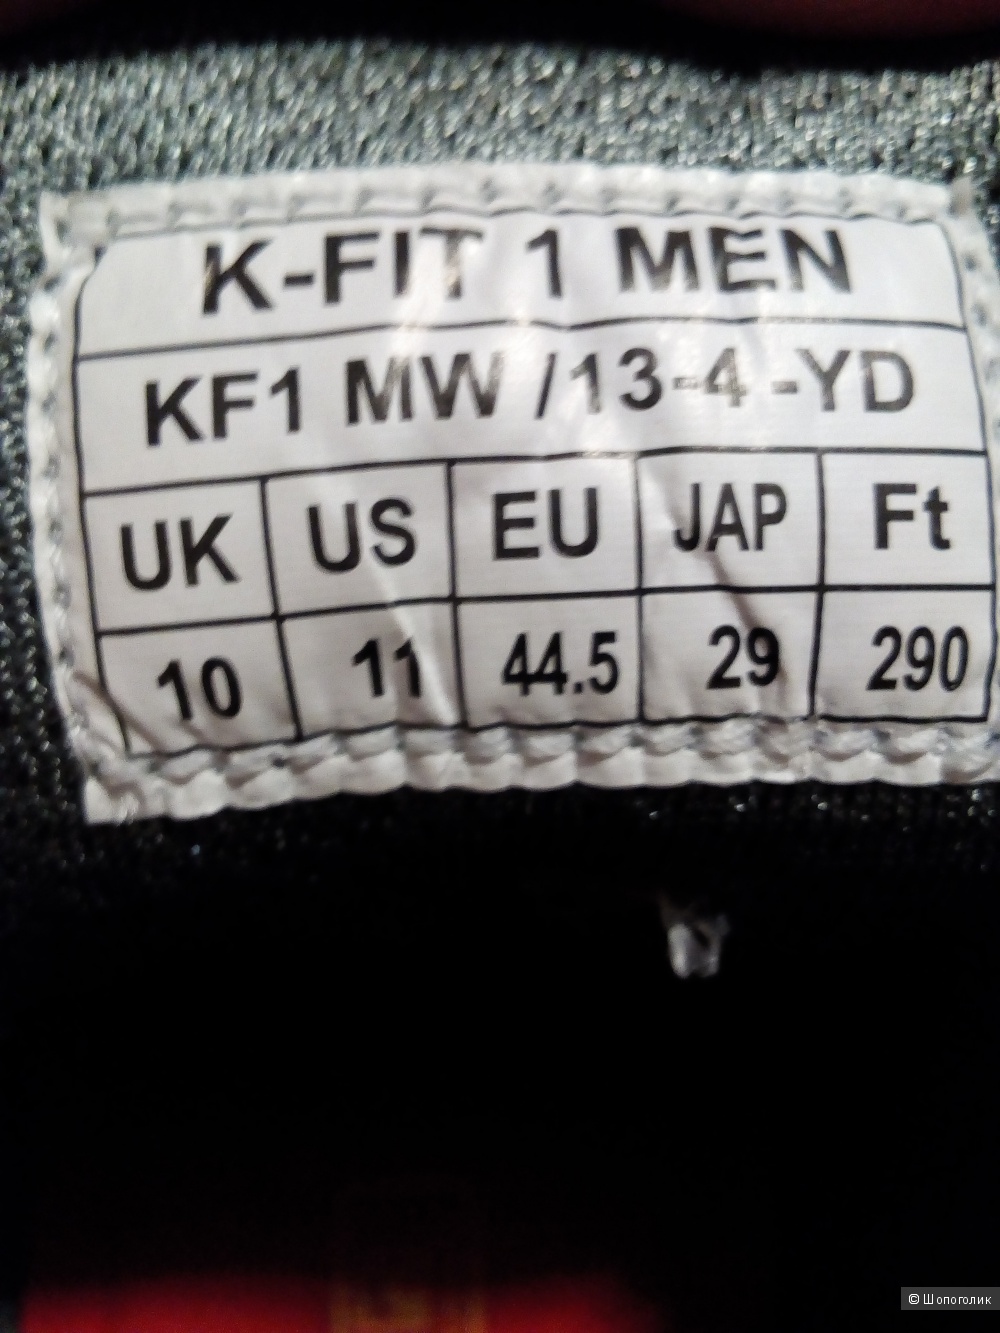 K-FIT 1 MEN
KF1 MW /13-4 -YD
UK US EU JAP Ft
10 11 44.5 29 290
© Шопоголик